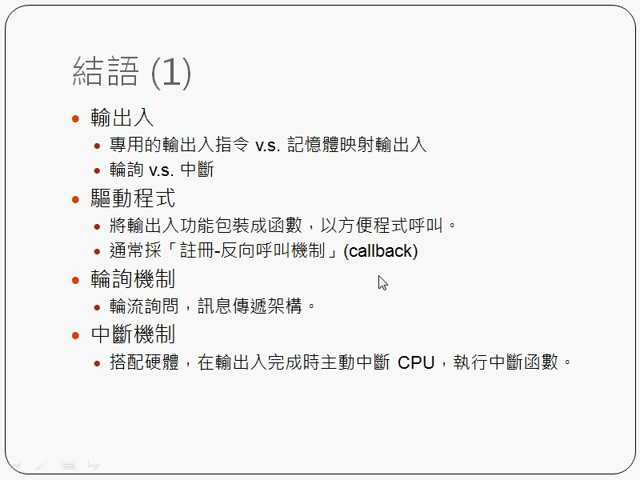 結語 (1)
• 輸出入
• 專用的輸出入指令 v.s. 記憶體映射輸出入
• 輪詢 v.s. 中斷
• 驅動程式
• 將輸出入功能包裝成函數，以方便程式呼叫。
• 通常採「註冊-反向呼叫機制」(callback)
• 輪詢機制
• 輪流詢問，訊息傳遞架構。
• 中斷機制
• 搭配硬體，在輸出入完成時主動中斷 CPU，執行中斷函數。